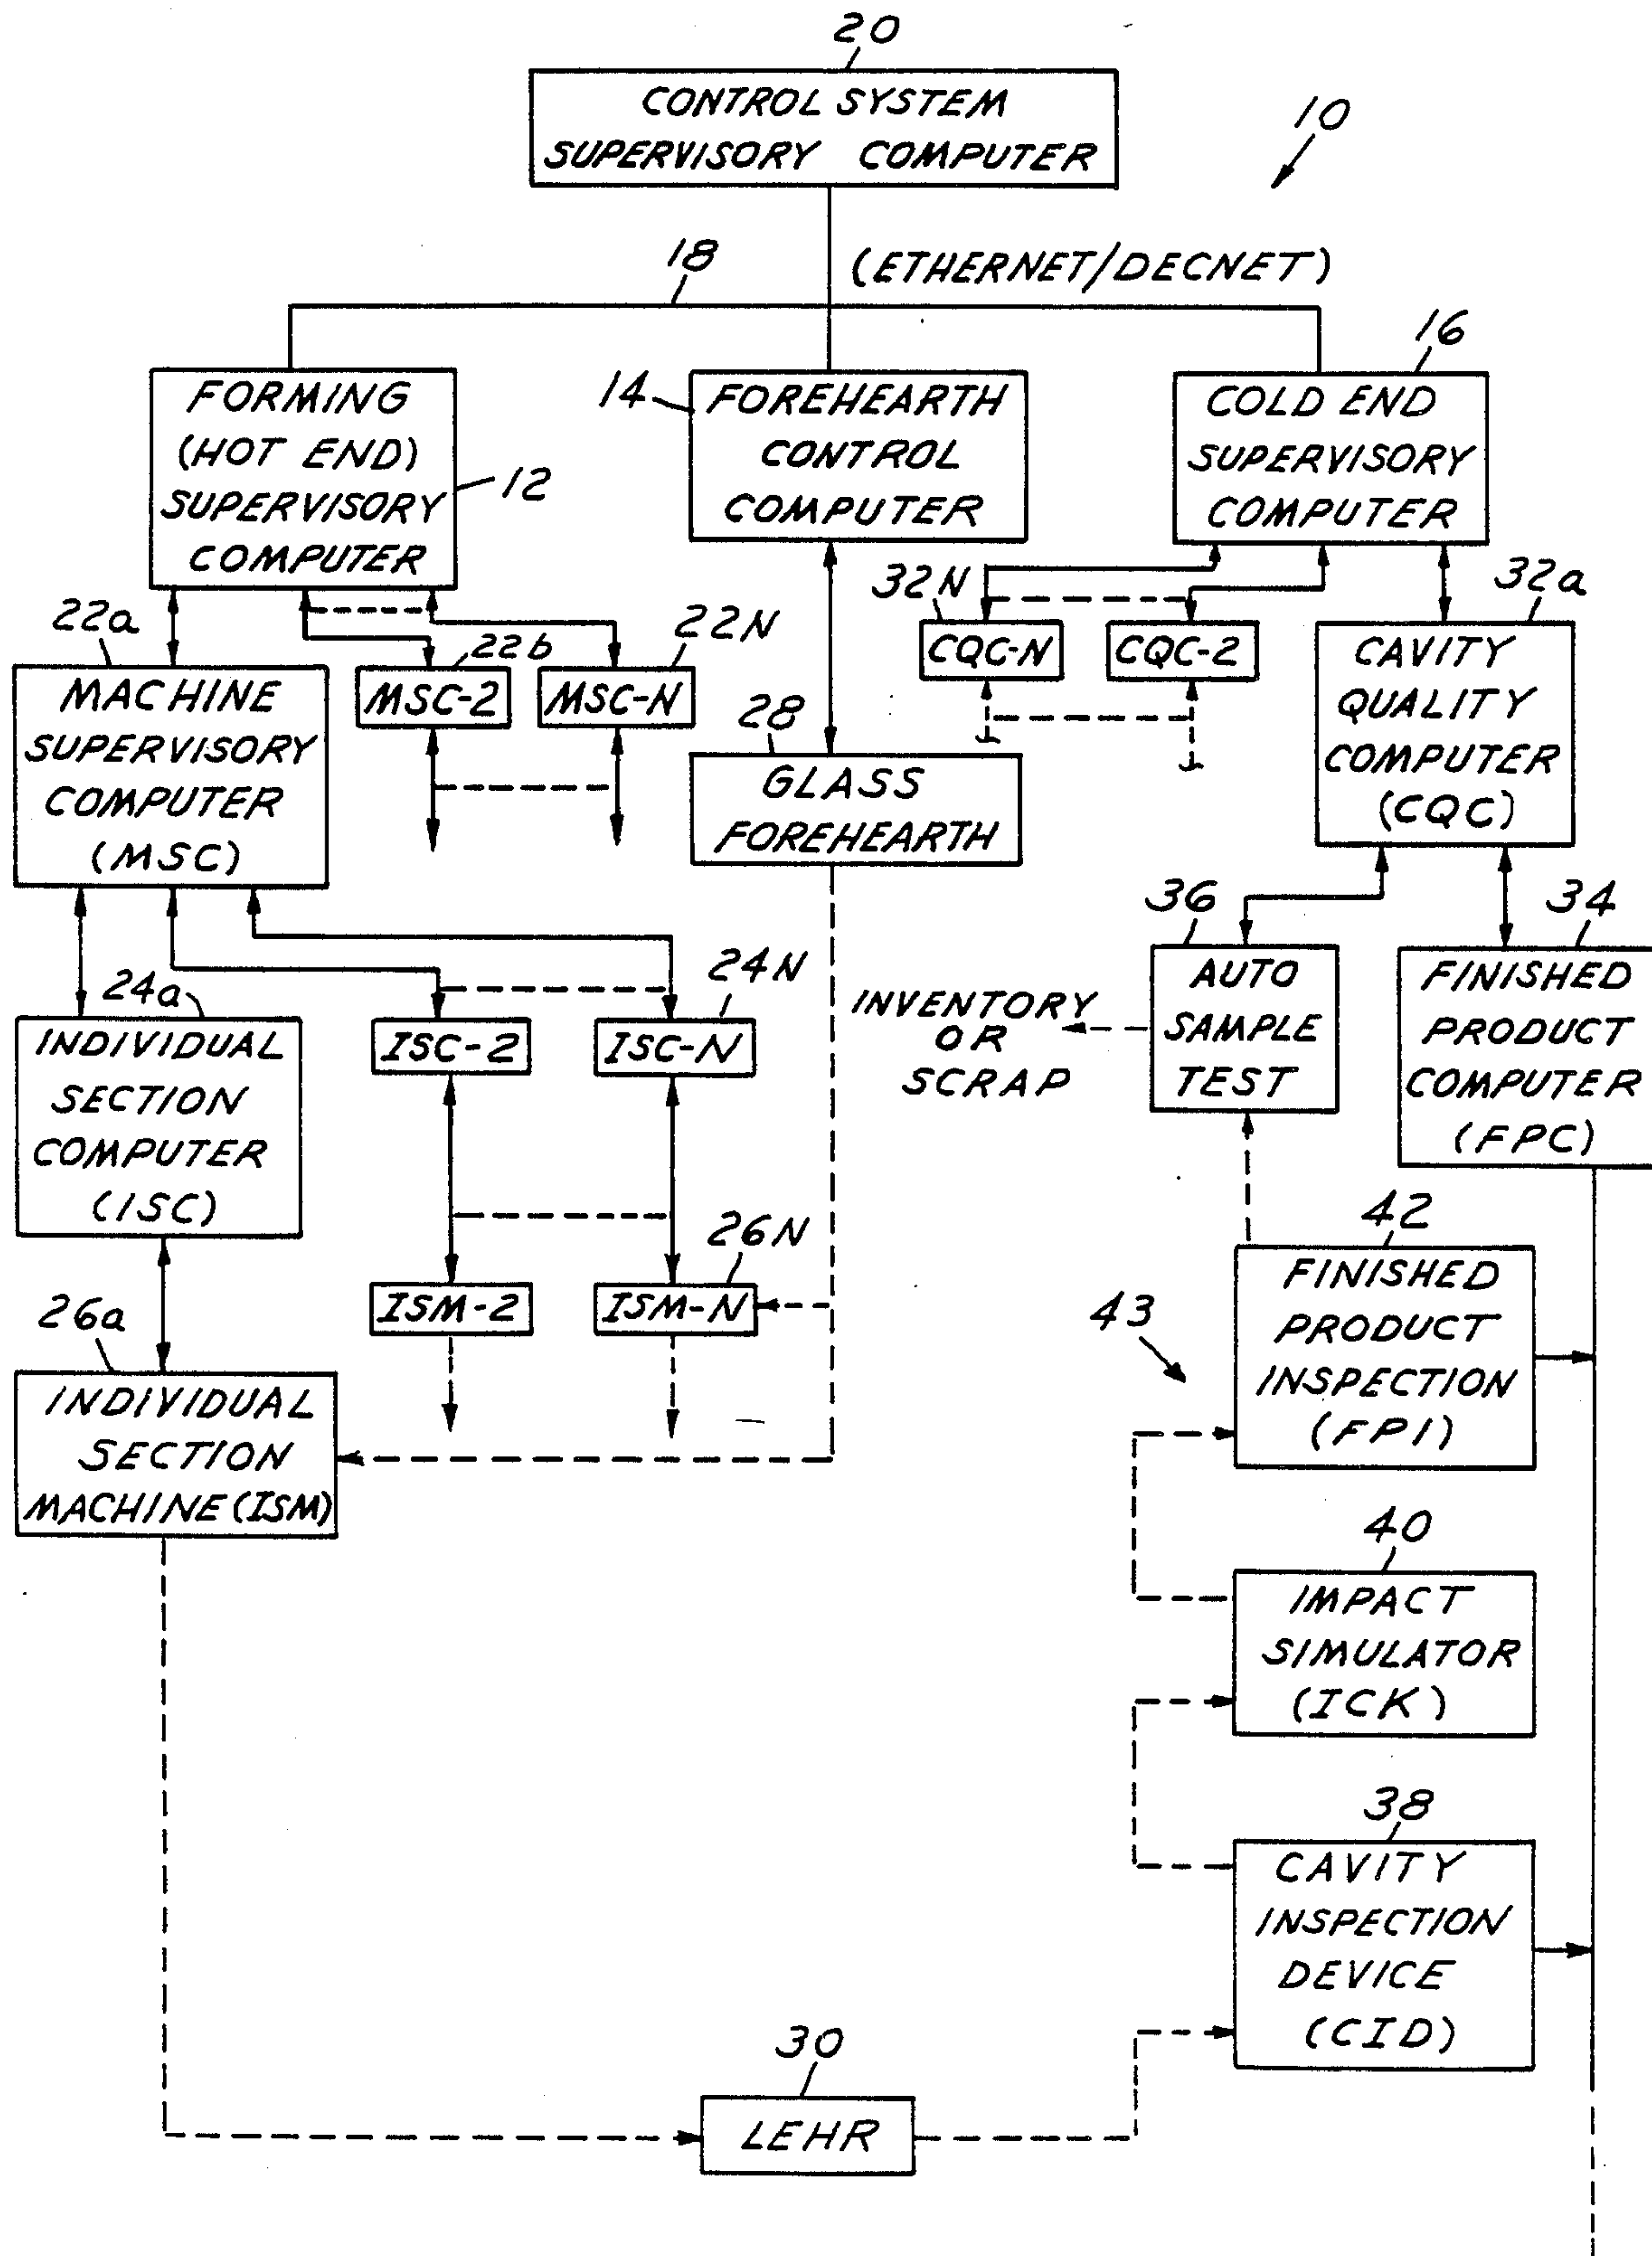 20
CONTROL SYSTEM
SUPERVISORY COMPUTER
10
18
(ETHERNET/DECNET)
FORMING
(HOT END)
SUPERVISORY
COMPUTER
12
14
FOREHEARTH
CONTROL
COMPUTER
16
COLD END
SUPERVISORY
COMPUTER
22a
MACHINE
SUPERVISORY
COMPUTER
(MSC)
22b
MSC-2
22N
MSC-N
28
GLASS
FOREHEARTH
32N
CQC-N
CQC-2
32a
CAVITY
QUALITY
COMPUTER
(CQC)
24a
INDIVIDUAL
SECTION
COMPUTER
(ISC)
ISC-2
24N
ISC-N
INVENTORY
OR
SCRAP
36
AUTO
SAMPLE
TEST
34
FINISHED
PRODUCT
COMPUTER
(FPC)
26a
INDIVIDUAL
SECTION
MACHINE (ISM)
ISM-2
26N
ISM-N
43
42
FINISHED
PRODUCT
INSPECTION
(FPI)
40
IMPACT
SIMULATOR
(ICK)
38
CAVITY
INSPECTION
DEVICE
(CID)
30
LEHR